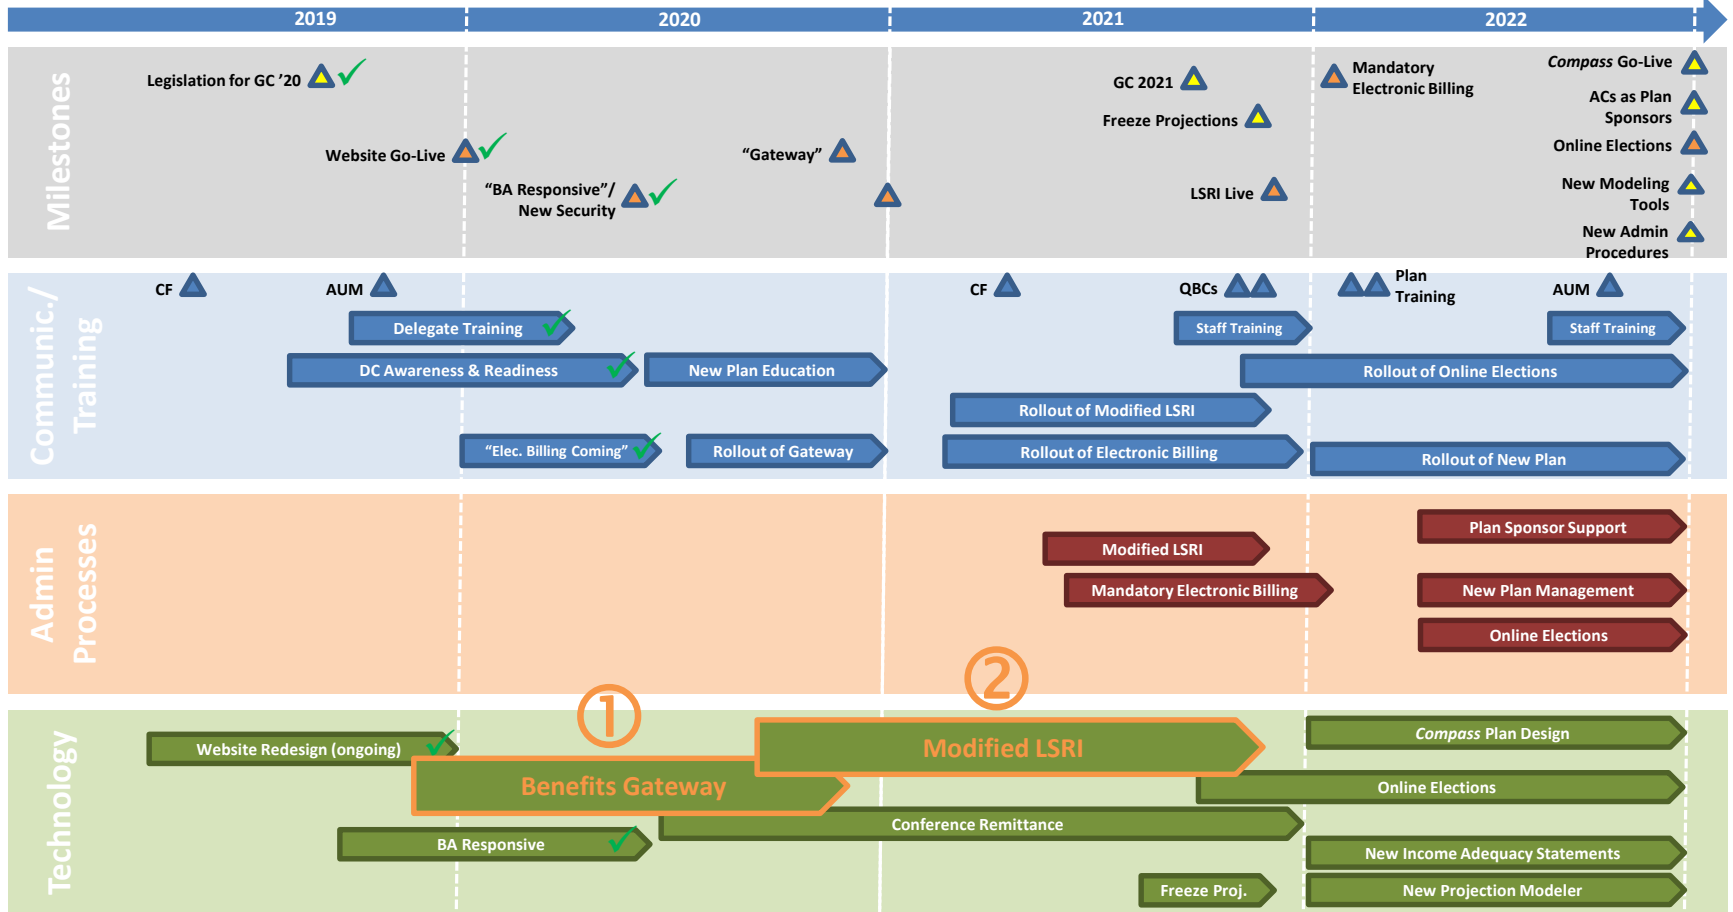 2019 2020 2021 2022
Milestones
Legislation for GC ’20
Website Go-Live
“BA Responsive”/
New Security
“Gateway”
GC 2021
Freeze Projections
LSRI Live
Mandatory
Electronic Billing
Compass Go-Live
ACs as Plan
Sponsors
Online Elections
New Modeling
Tools
New Admin
Procedures
Communic./
Training
CF
AUM
CF
QBCs
Plan
Training
AUM
Delegate Training
Staff Training
Staff Training
DC Awareness & Readiness
New Plan Education
Rollout of Online Elections
Rollout of Modified LSRI
“Elec. Billing Coming”
Rollout of Gateway
Rollout of Electronic Billing
Rollout of New Plan
Admin
Processes
Plan Sponsor Support
Modified LSRI
Mandatory Electronic Billing
New Plan Management
Online Elections
Technology
①
②
Website Redesign (ongoing)
Modified LSRI
Compass Plan Design
Benefits Gateway
Online Elections
Conference Remittance
BA Responsive
New Income Adequacy Statements
Freeze Proj.
New Projection Modeler